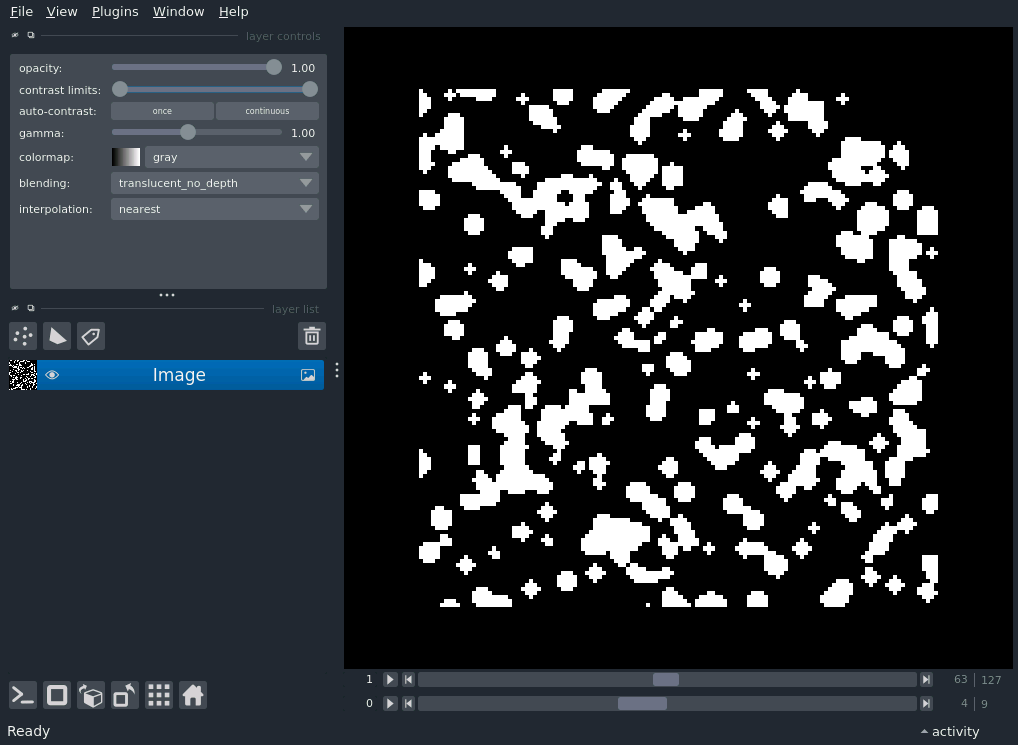 File View Plugins Window Help
layer controls
opacity: 1.00
contrast limits:
auto-contrast: once continuous
gamma: 1.00
colormap: gray
blending: translucent_no_depth
interpolation: nearest
layer list
Image
1 63 127
0 4 9
Ready activity